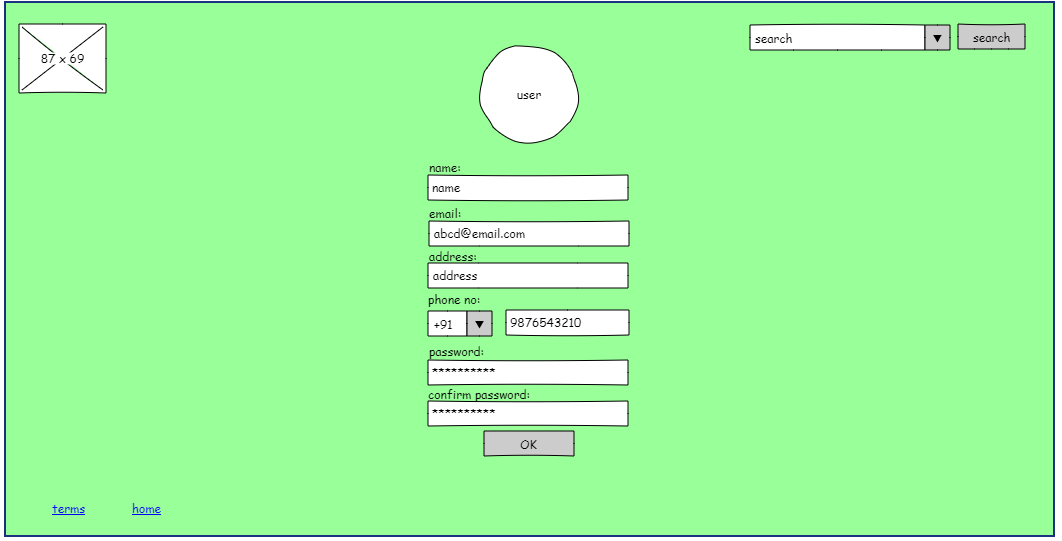 87 x 69
search
search
user
name:
name
email:
abcd@email.com
address:
address
phone no:
+91 9876543210
password:
**********
confirm password:
**********
OK
terms home